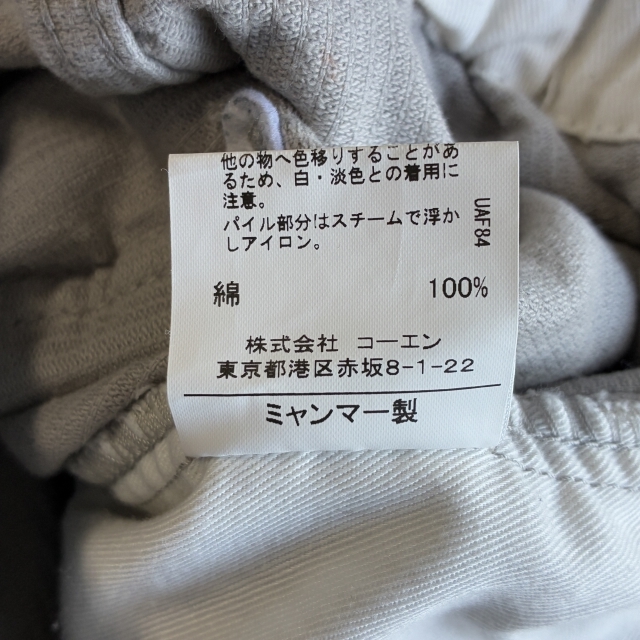 他の物へ色移りすることがあ
るため、白・淡色との着用に
注意。
パイル部分はスチームで浮か
しアイロン。
UAF84
綿 100%
株式会社 コーエン
東京都港区赤坂8-1-22
ミャンマー製